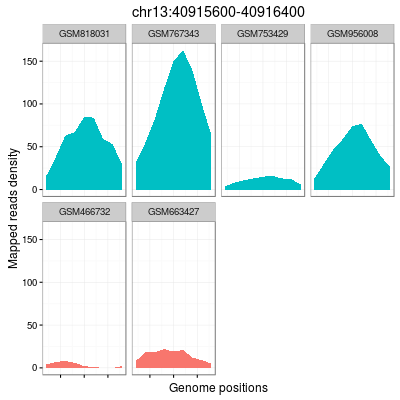 chr13:40915600-40916400
GSM818031 GSM767343 GSM753429 GSM956008
150
100
50
0
GSM466732 GSM663427
150
100
50
0
Mapped reads density
Genome positions